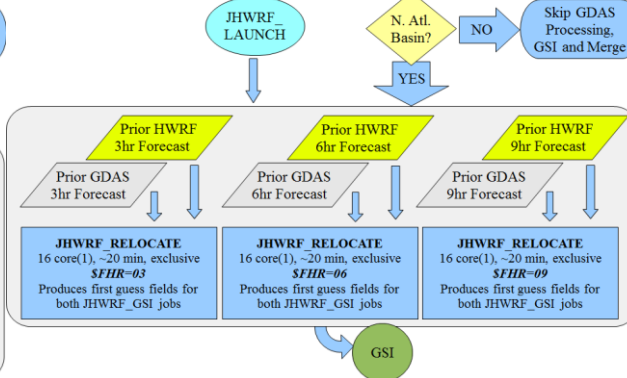 JHWRF_
LAUNCH
N. Atl.
Basin?
NO
Skip GDAS
Processing,
GSI and Merge
YES
Prior HWRF
3hr Forecast
Prior GDAS
3hr Forecast
Prior HWRF
6hr Forecast
Prior GDAS
6hr Forecast
Prior HWRF
9hr Forecast
Prior GDAS
9hr Forecast
JHWRF_RELOCATE
16 core(1), ~20 min, exclusive
$FHR=03
Produces first guess fields for
both JHWRF_GSI jobs
JHWRF_RELOCATE
16 core(1), ~20 min, exclusive
$FHR=06
Produces first guess fields for
both JHWRF_GSI jobs
JHWRF_RELOCATE
16 core(1), ~20 min, exclusive
$FHR=09
Produces first guess fields for
both JHWRF_GSI jobs
GSI